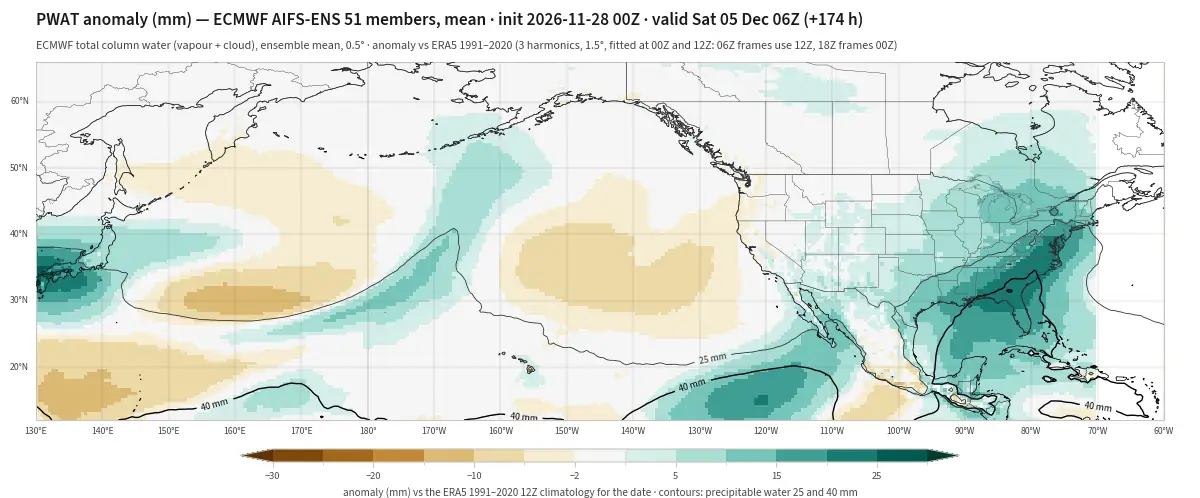 PWAT anomaly (mm) — ECMWF AIFS-ENS 51 members, mean · init 2026-11-28 00Z · valid Sat 05 Dec 06Z (+174 h)
ECMWF total column water (vapour + cloud), ensemble mean, 0.5° · anomaly vs ERA5 1991–2020 (3 harmonics, 1.5°, fitted at 00Z and 12Z: 06Z frames use 12Z, 18Z frames 00Z)
60°N
50°N
40°N
30°N
20°N
25 mm
40 mm
40 mm
40 mm
40 mm
130°E 140°E 150°E 160°E 170°E 180° 170°W 160°W 150°W 140°W 130°W 120°W 110°W 100°W 90°W 80°W 70°W 60°W
−30 −20 −10 −2 5 15 25
anomaly (mm) vs the ERA5 1991–2020 12Z climatology for the date · contours: precipitable water 25 and 40 mm